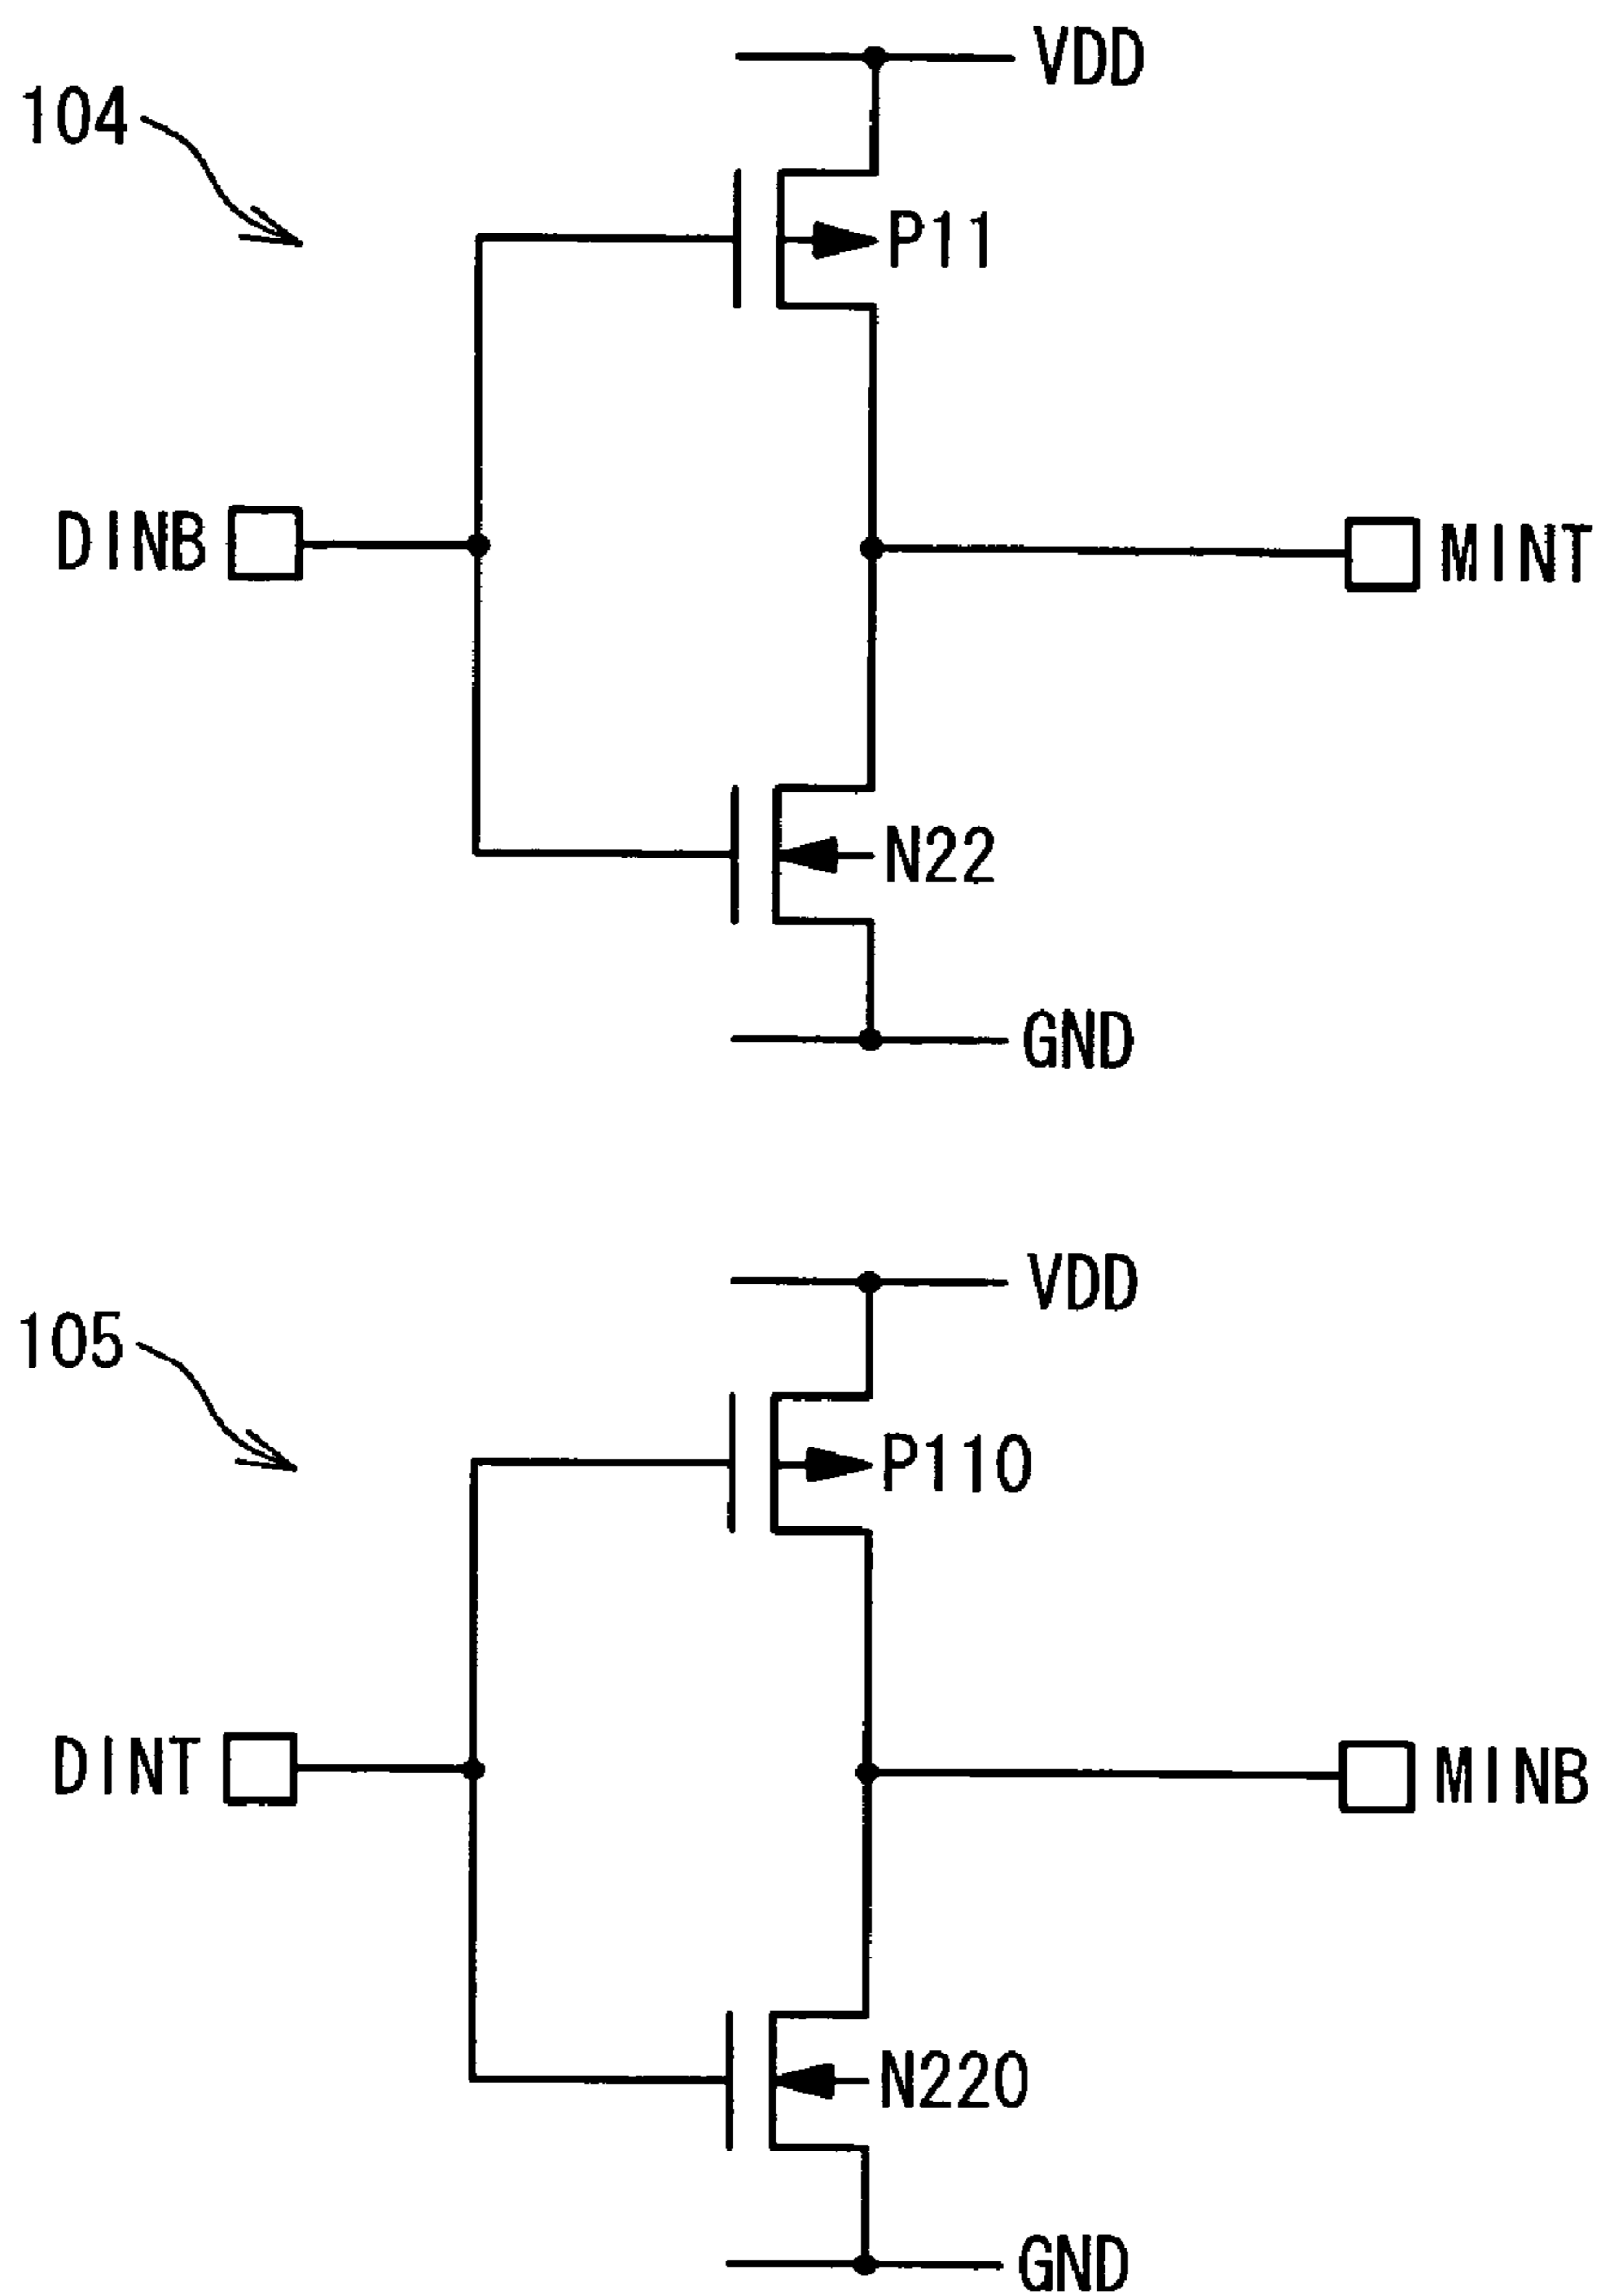 VDD
104
P11
DINB
MINT
N22
GND
VDD
105
P110
DINT
MINB
N220
GND